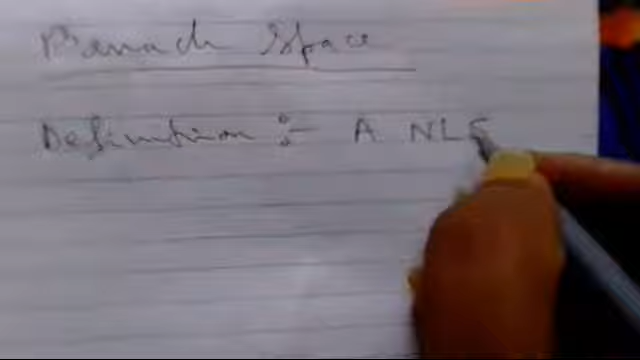 Banach Space
Definition :- A NLS